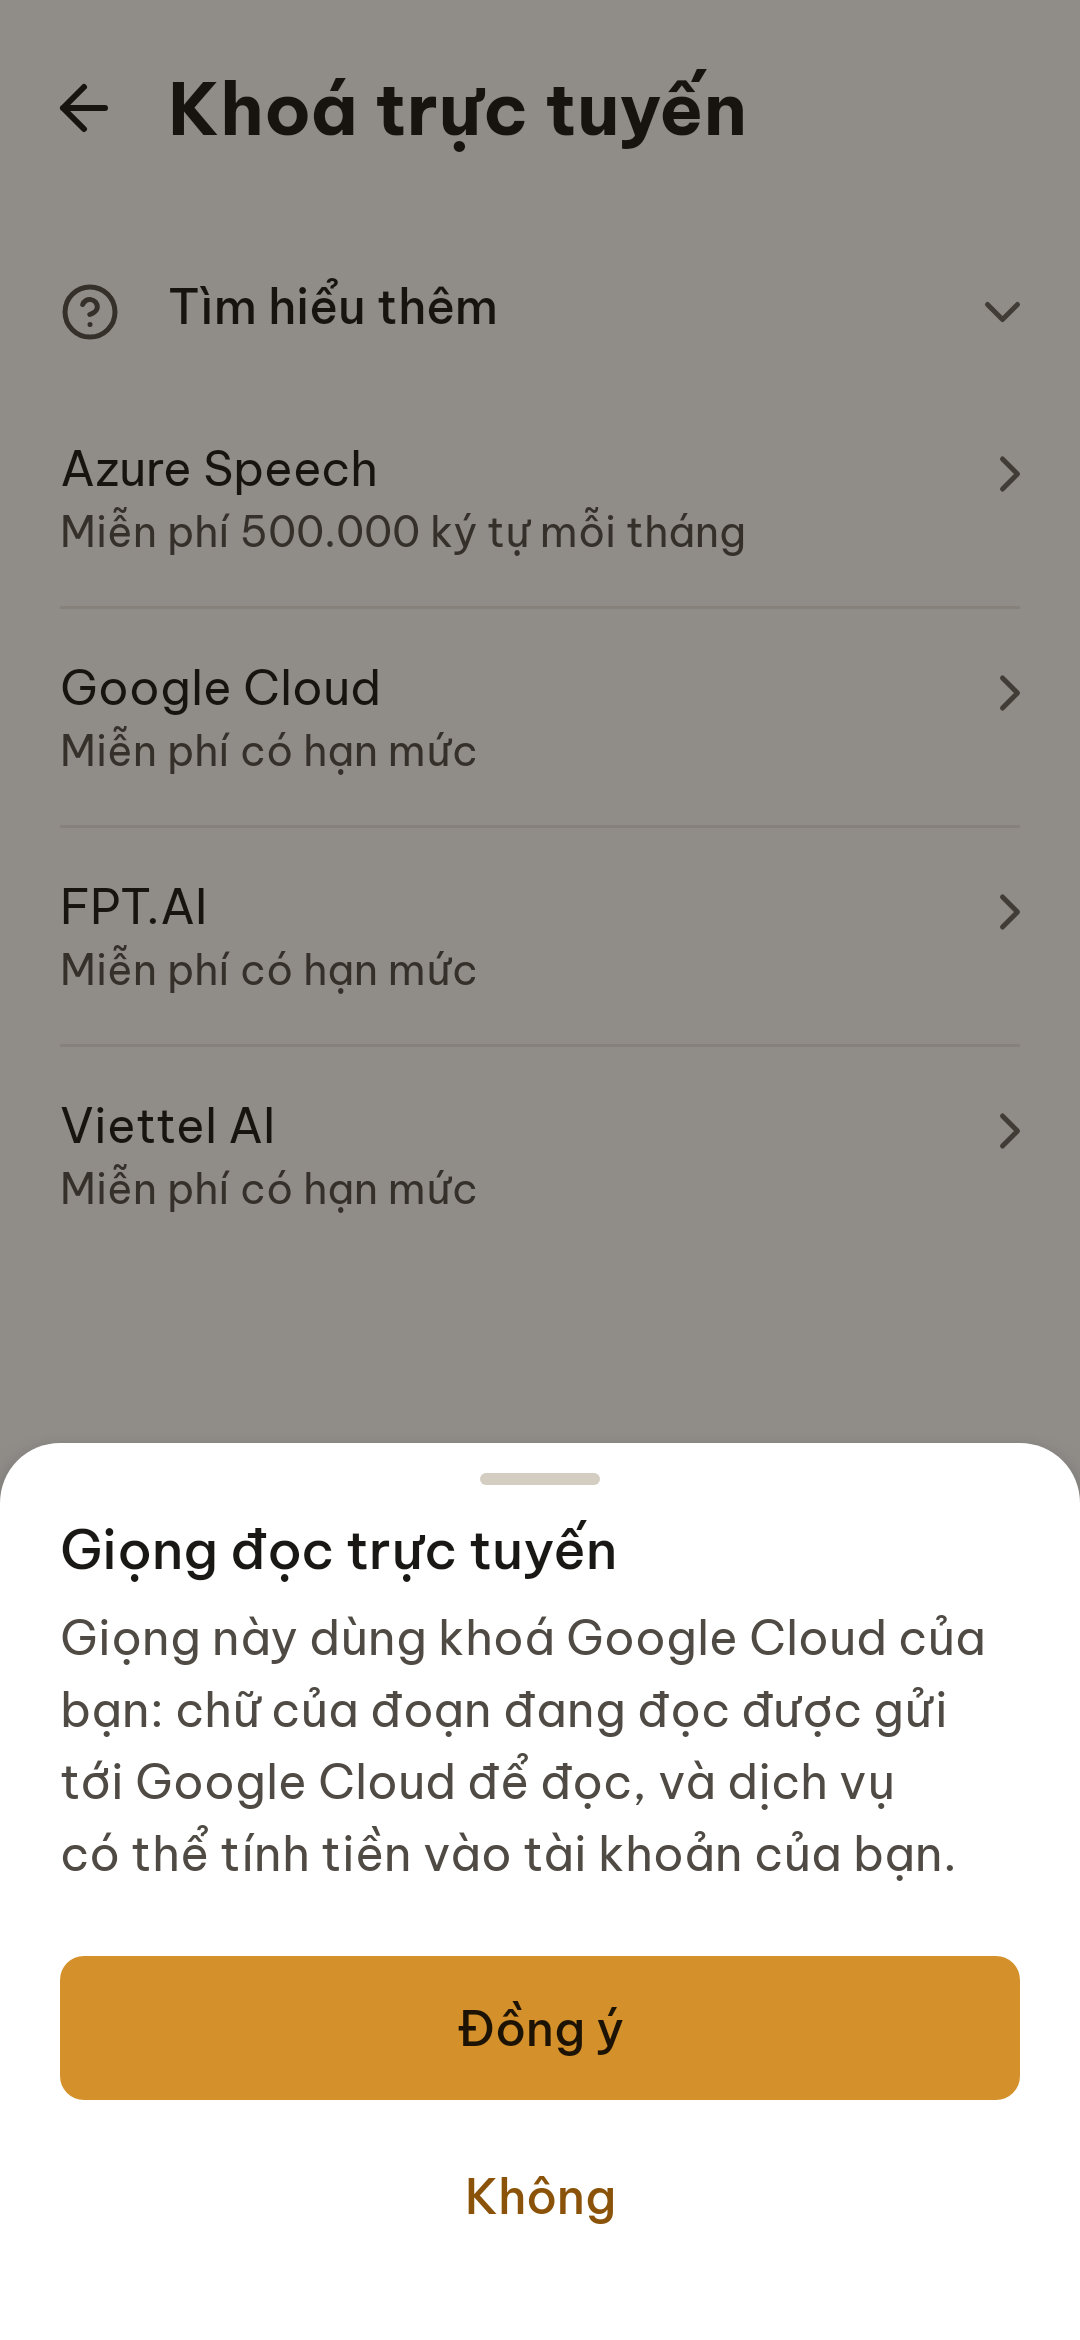 Khoá trực tuyến
Tìm hiểu thêm
Azure Speech
Miễn phí 500.000 ký tự mỗi tháng
Google Cloud
Miễn phí có hạn mức
FPT.AI
Miễn phí có hạn mức
Viettel AI
Miễn phí có hạn mức
Giọng đọc trực tuyến
Giọng này dùng khoá Google Cloud của
bạn: chữ của đoạn đang đọc được gửi
tới Google Cloud để đọc, và dịch vụ
có thể tính tiền vào tài khoản của bạn.
Đồng ý
Không